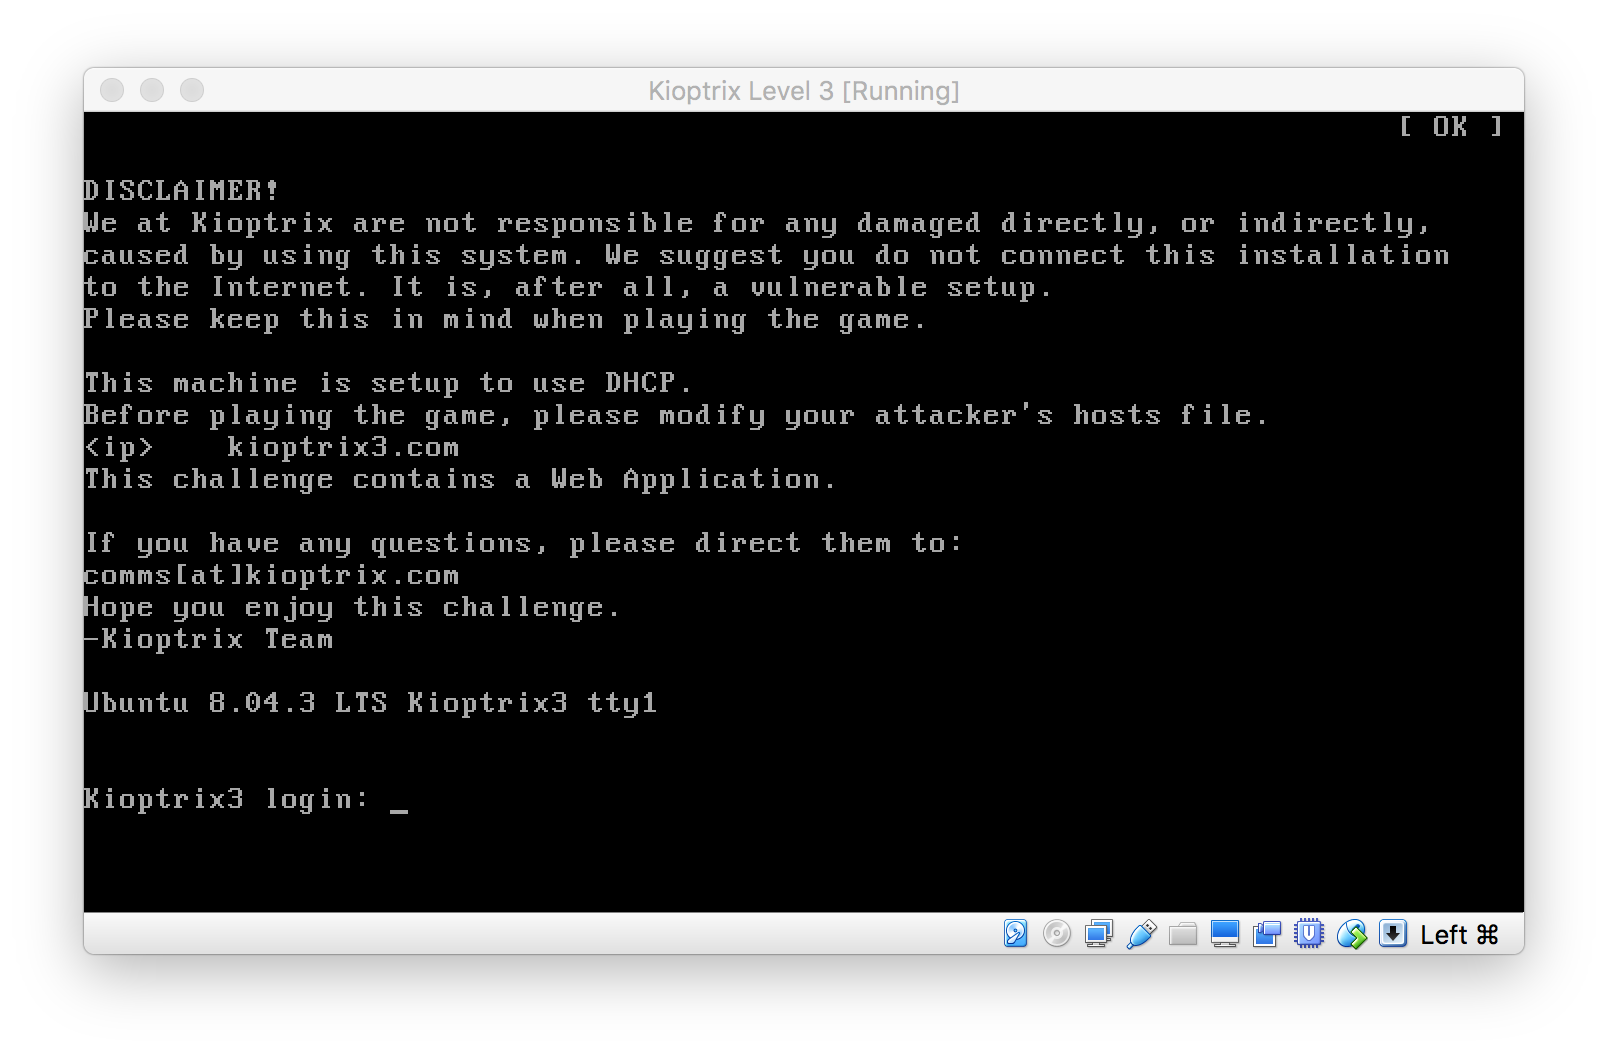 Kioptrix Level 3 [Running]
[ OK ]
DISCLAIMER!
We at Kioptrix are not responsible for any damaged directly, or indirectly,
caused by using this system. We suggest you do not connect this installation
to the Internet. It is, after all, a vulnerable setup.
Please keep this in mind when playing the game.
This machine is setup to use DHCP.
Before playing the game, please modify your attacker's hosts file.
<ip>    kioptrix3.com
This challenge contains a Web Application.
If you have any questions, please direct them to:
comms[at]kioptrix.com
Hope you enjoy this challenge.
-Kioptrix Team
Ubuntu 8.04.3 LTS Kioptrix3 tty1
Kioptrix3 login: _
Left ⌘